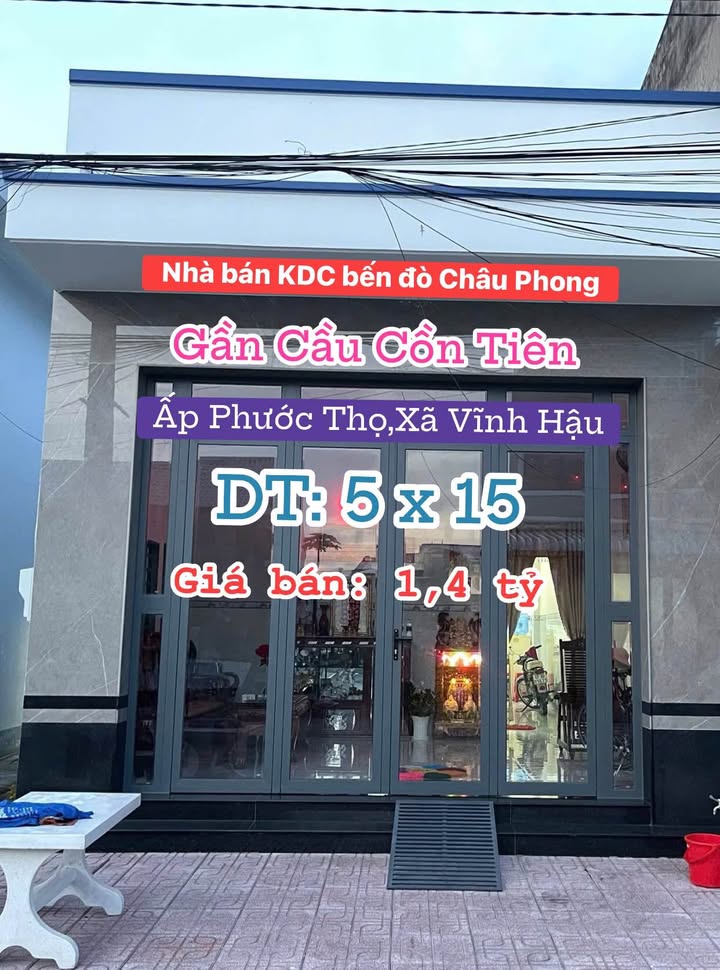 Nhà bán KDC bến đò Châu Phong
Gần Cầu Cồn Tiên
Ấp Phước Thọ,Xã Vĩnh Hậu
DT: 5 x 15
Giá bán: 1,4 tỷ